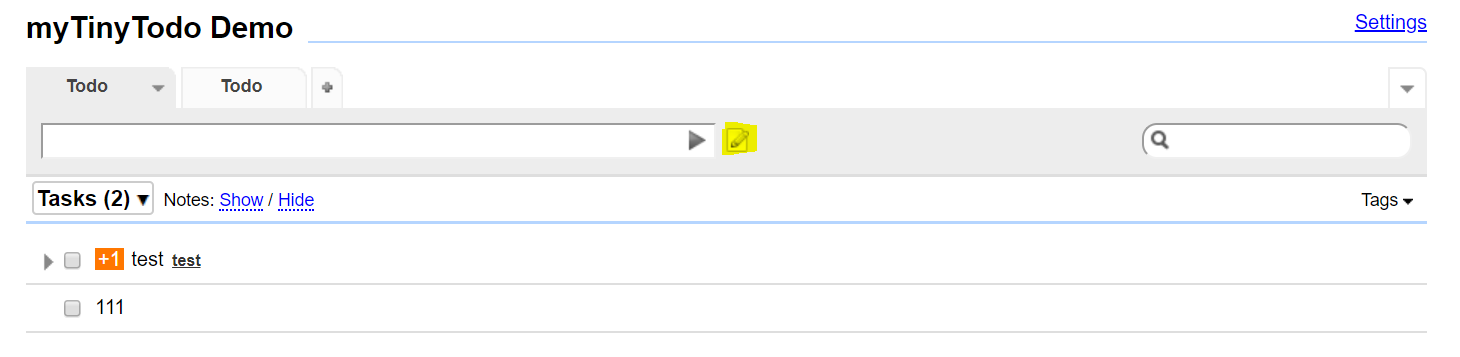 myTinyTodo Demo
Settings
Todo
Todo
Tasks (2) ▾ Notes: Show / Hide
Tags
+1 test test
111